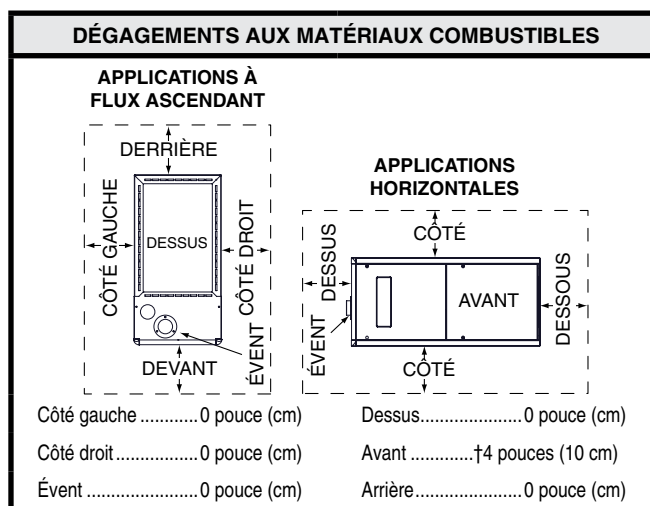 DÉGAGEMENTS AUX MATÉRIAUX COMBUSTIBLES
APPLICATIONS À
FLUX ASCENDANT
DERRIÈRE
CÔTÉ GAUCHE
DESSUS
CÔTÉ DROIT
ÉVENT
DEVANT
APPLICATIONS
HORIZONTALES
CÔTÉ
DESSUS
AVANT
DESSOUS
ÉVENT
CÔTÉ
Côté gauche ............0 pouce (cm)
Côté droit.................0 pouce (cm)
Évent .......................0 pouce (cm)
Dessus......................0 pouce (cm)
Avant .............†4 pouces (10 cm)
Arrière.......................0 pouce (cm)